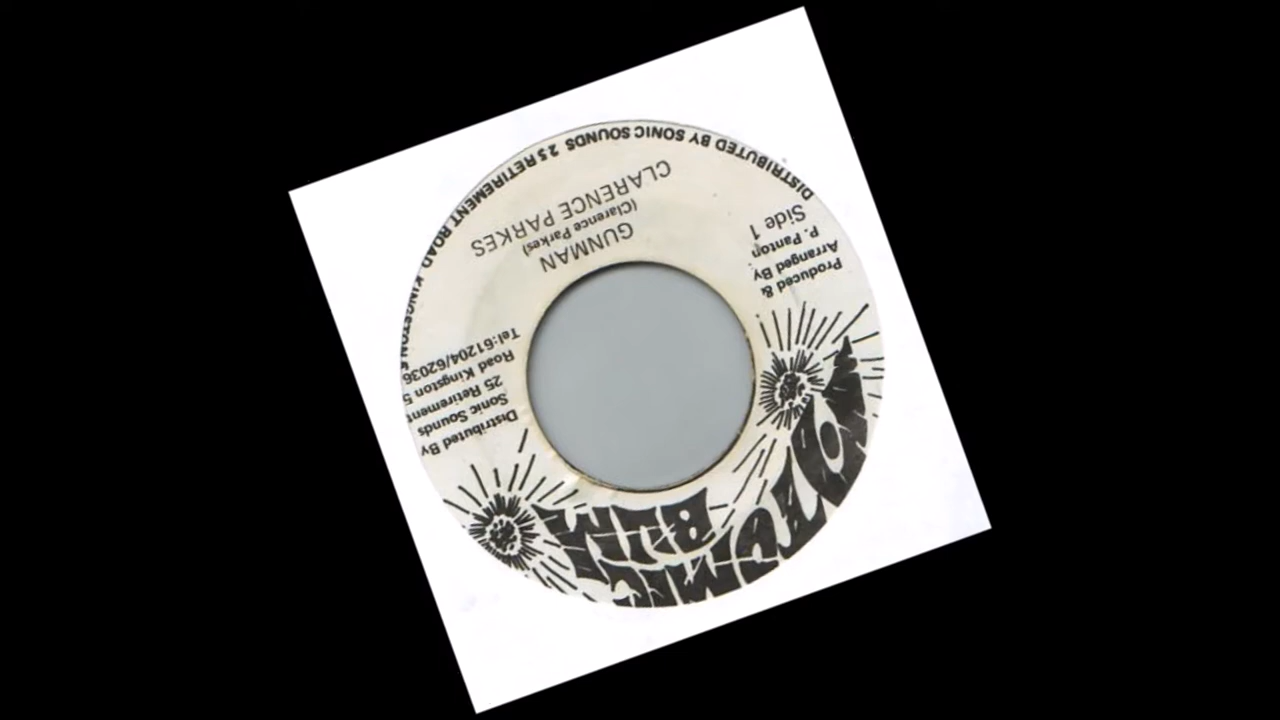 ATOMIC
Produced &
Arranged By
P. Panton
Side 1
Distributed By
Sonic Sounds
25 Retirement
Road Kingston 5
Tel:61204/62036
GUNMAN
(Clarence Parkes)
CLARENCE PARKES
DISTRIBUTED BY SONIC SOUNDS 25 RETIREMENT ROAD, KINGSTON 5